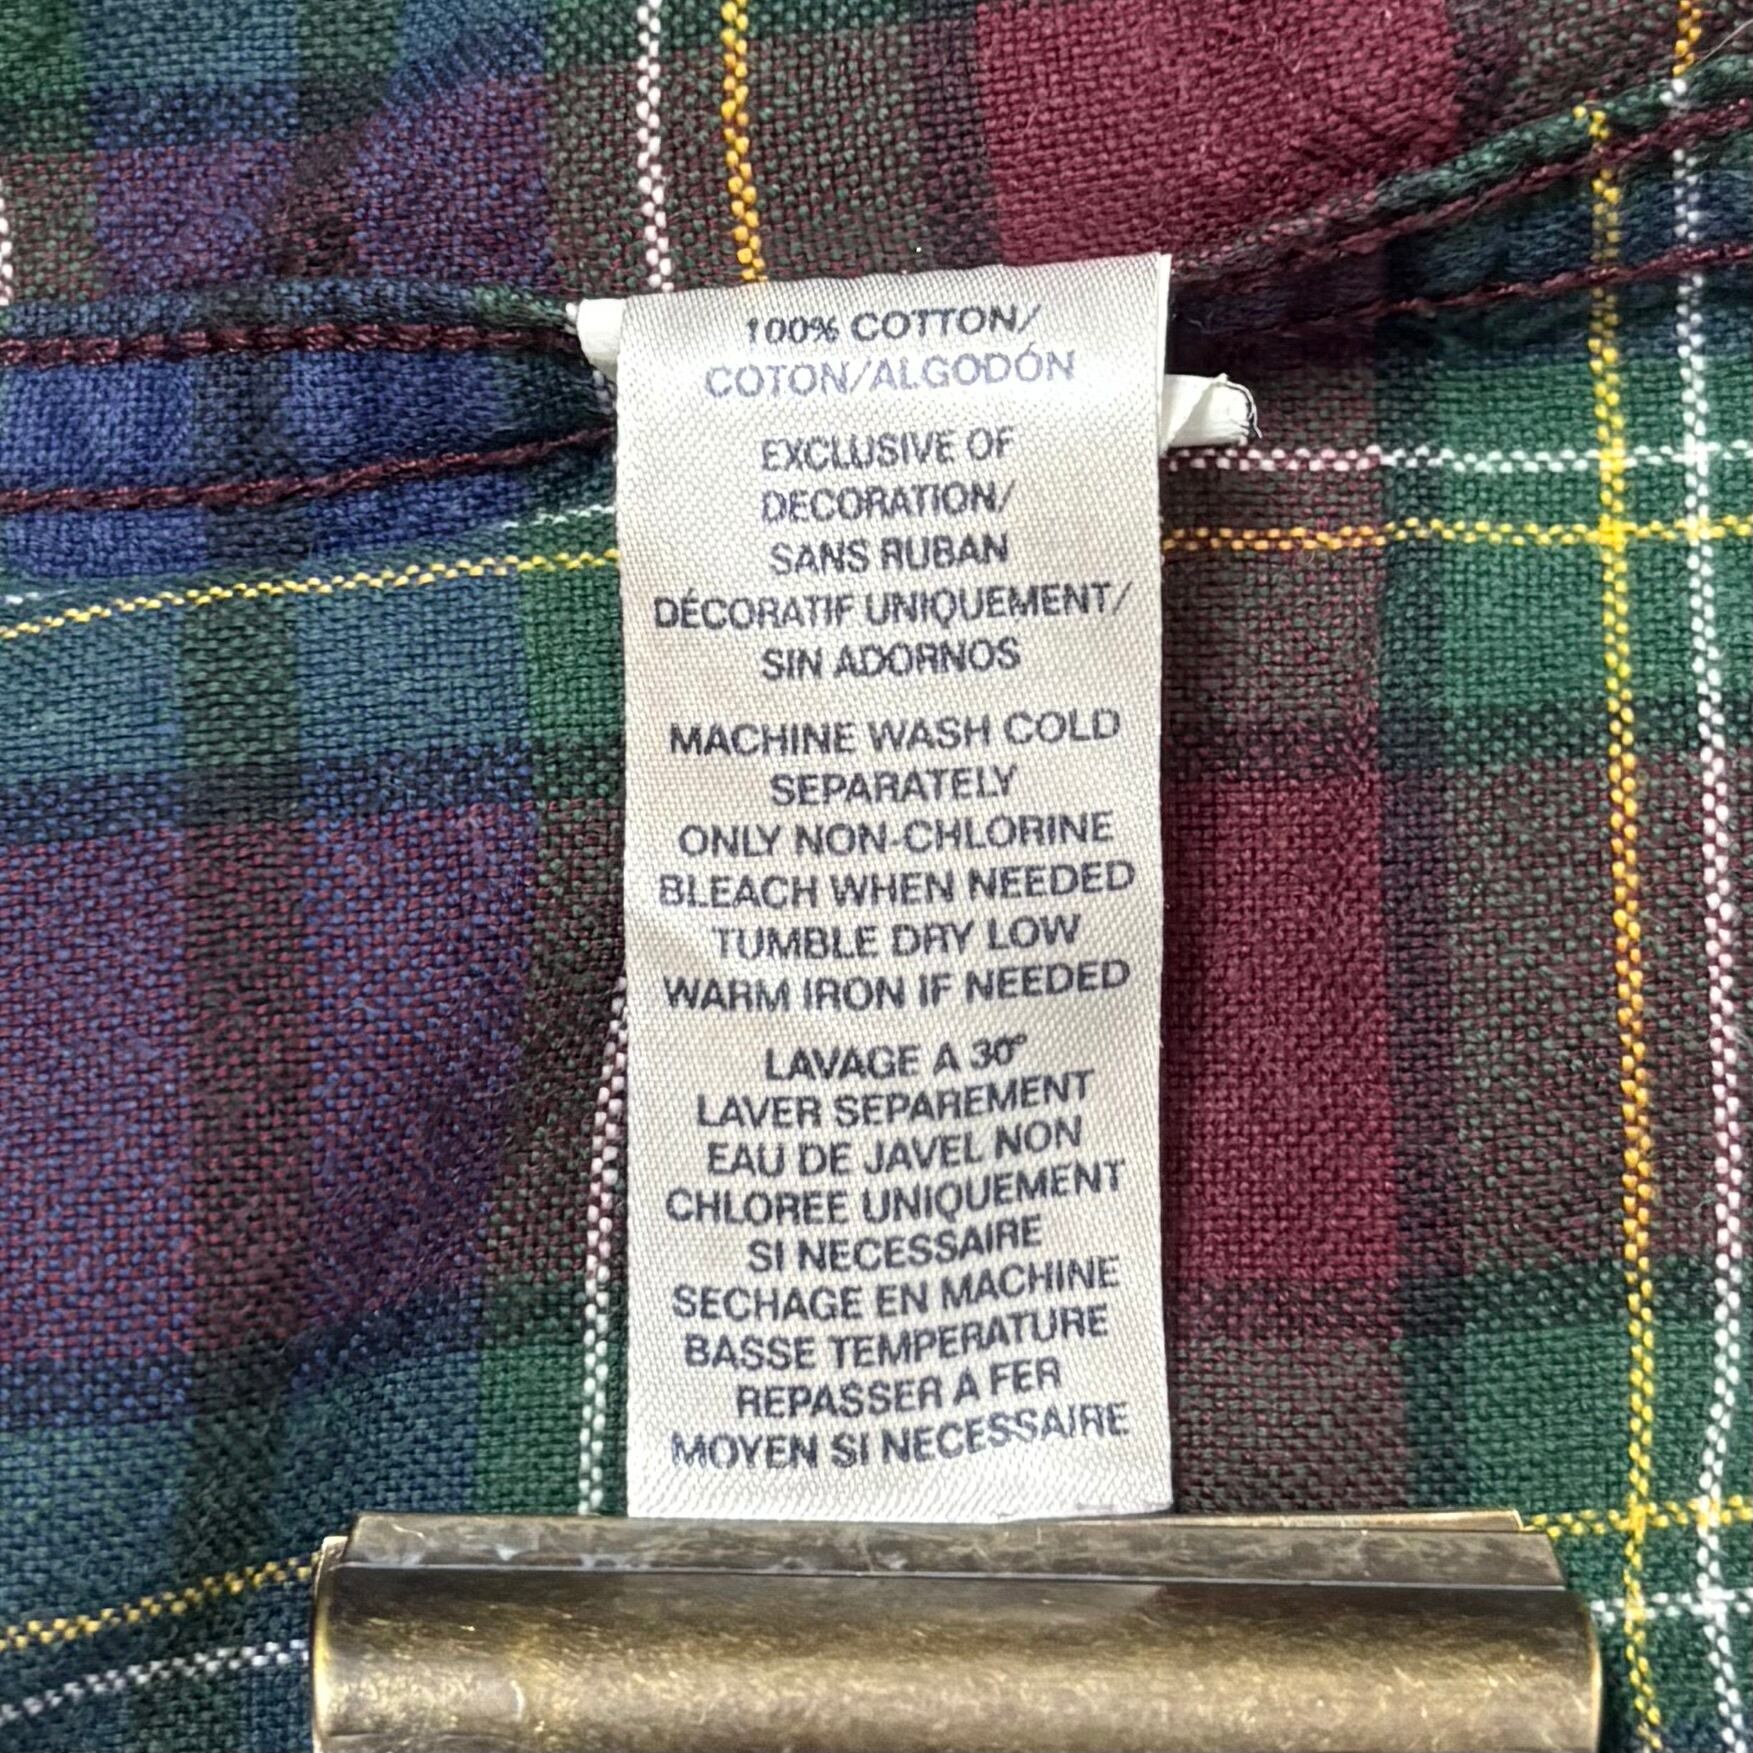 100% COTTON/
COTON/ALGODÓN
EXCLUSIVE OF
DECORATION/
SANS RUBAN
DÉCORATIF UNIQUEMENT/
SIN ADORNOS
MACHINE WASH COLD
SEPARATELY
ONLY NON-CHLORINE
BLEACH WHEN NEEDED
TUMBLE DRY LOW
WARM IRON IF NEEDED
LAVAGE A 30°
LAVER SEPAREMENT
EAU DE JAVEL NON
CHLOREE UNIQUEMENT
SI NECESSAIRE
SECHAGE EN MACHINE
BASSE TEMPERATURE
REPASSER A FER
MOYEN SI NECESSAIRE